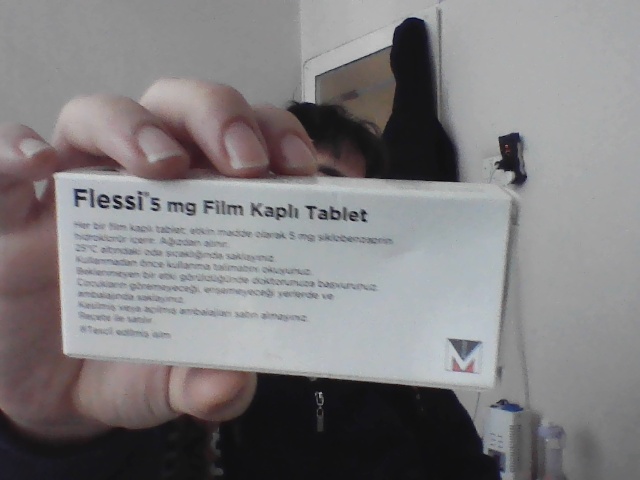 Flessi® 5 mg Film Kaplı Tablet
Her bir film kaplı tablet, etkin madde olarak 5 mg siklobenzaprin
hidroklorür içerir. Ağızdan alınır.
25°C altındaki oda sıcaklığında saklayınız.
Kullanmadan önce kullanma talimatını okuyunuz.
Beklenmeyen bir etki görüldüğünde doktorunuza başvurunuz.
Çocukların göremeyeceği, erişemeyeceği yerlerde ve
ambalajında saklayınız.
Kesilmiş veya açılmış ambalajları satın almayınız.
Reçete ile satılır.
®Tescil edilmiş isim